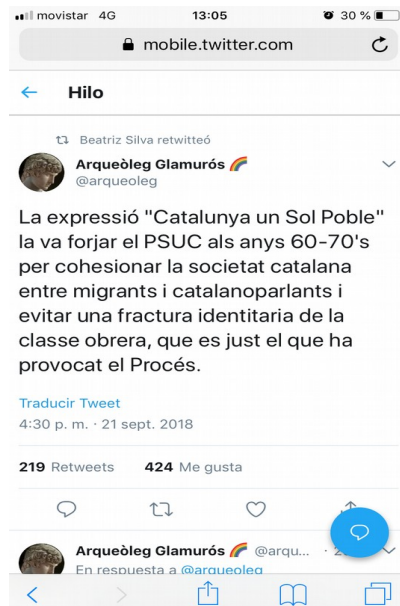 movistar 4G 13:05 30 %
mobile.twitter.com
Hilo
Beatriz Silva retwitteó
Arqueòleg Glamurós
@arqueoleg
La expressió "Catalunya un Sol Poble"
la va forjar el PSUC als anys 60-70's
per cohesionar la societat catalana
entre migrants i catalanoparlants i
evitar una fractura identitaria de la
classe obrera, que es just el que ha
provocat el Procés.
Traducir Tweet
4:30 p. m. · 21 sept. 2018
219 Retweets 424 Me gusta
Arqueòleg Glamurós @arqu... ·
En respuesta a @arqueoleg